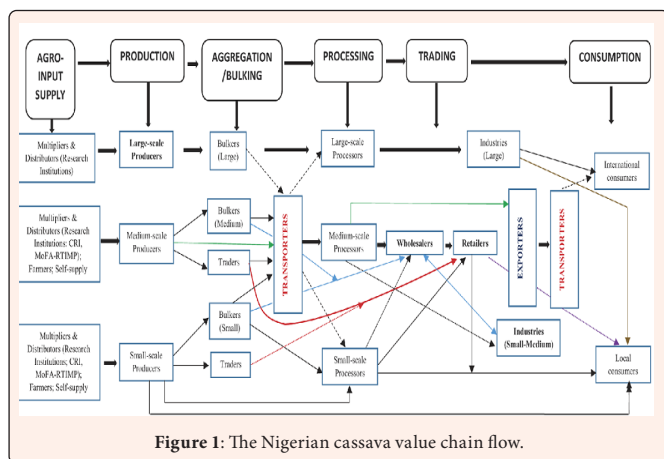 AGRO-
INPUT
SUPPLY
PRODUCTION
AGGREGATION
/BULKING
PROCESSING
TRADING
CONSUMPTION
Multipliers &
Distributors (Research
Institutions)
Large-scale
Producers
Bulkers
(Large)
Large-scale
Processors
Industries
(Large)
International
consumers
Multipliers &
Distributors (Research
Institutions: CRI,
MoFA-RTIMP);
Farmers; Self-supply
Medium-scale
Producers
Bulkers
(Medium)
Traders
TRANSPORTERS
Medium-scale
Processors
Wholesalers
Retailers
EXPORTERS
TRANSPORTERS
Bulkers
(Small)
Industries
(Small-Medium)
Multipliers &
Distributors (Research
Institutions: CRI,
MoFA-RTIMP);
Farmers; Self-supply
Small-scale
Producers
Traders
Small-scale
Processors
Local
consumers
Figure 1: The Nigerian cassava value chain flow.